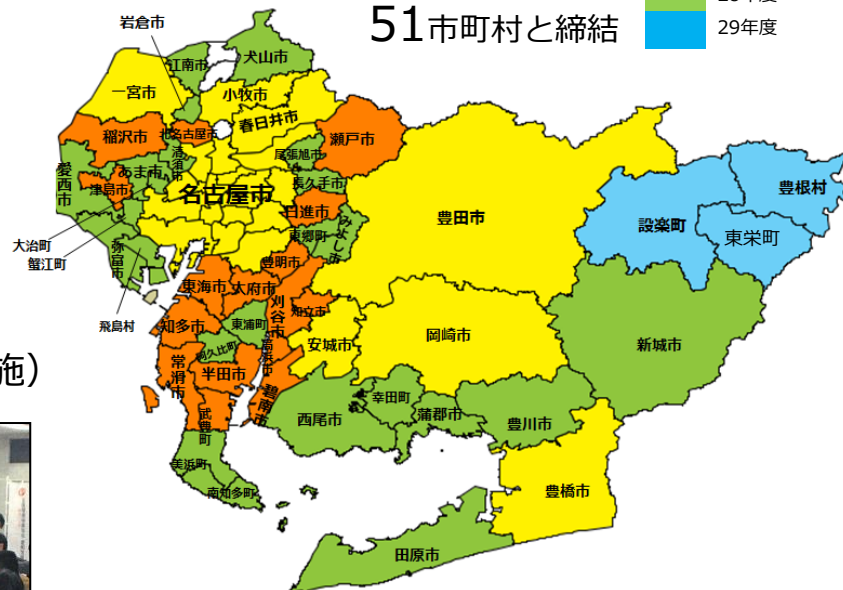 51市町村と締結
29年度
岩倉市
江南市
犬山市
一宮市
小牧市
春日井市
稲沢市
北名古屋市
瀬戸市
清須市
尾張旭市
愛西市
あま市
津島市
長久手市
名古屋市
日進市
豊田市
設楽町
豊根村
東栄町
東郷町
みよし市
大治町
蟹江町
弥富市
豊明市
東海市
大府市
刈谷市
知立市
飛島村
知多市
東浦町
安城市
岡崎市
新城市
阿久比町
高浜市
施）
常滑市
半田市
碧南市
武豊町
西尾市
幸田町
蒲郡市
豊川市
美浜町
南知多町
豊橋市
田原市